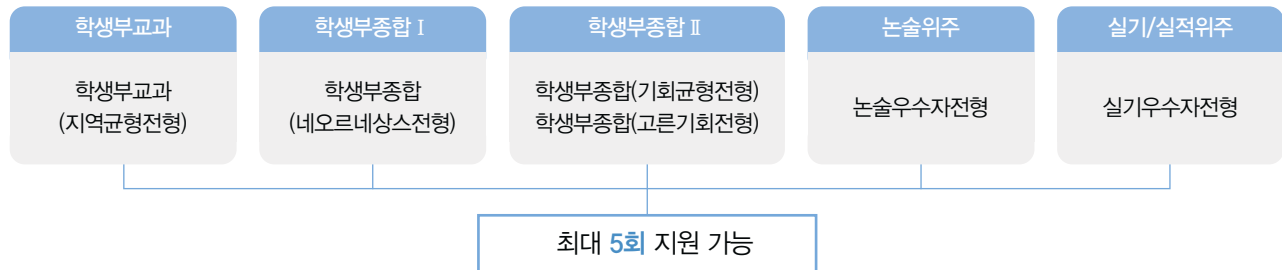 학생부교과
학생부종합 Ⅰ
학생부종합 Ⅱ
논술위주
실기/실적위주
학생부교과
(지역균형전형)
학생부종합
(네오르네상스전형)
학생부종합(기회균형전형)
학생부종합(고른기회전형)
논술우수자전형
실기우수자전형
최대 5회 지원 가능